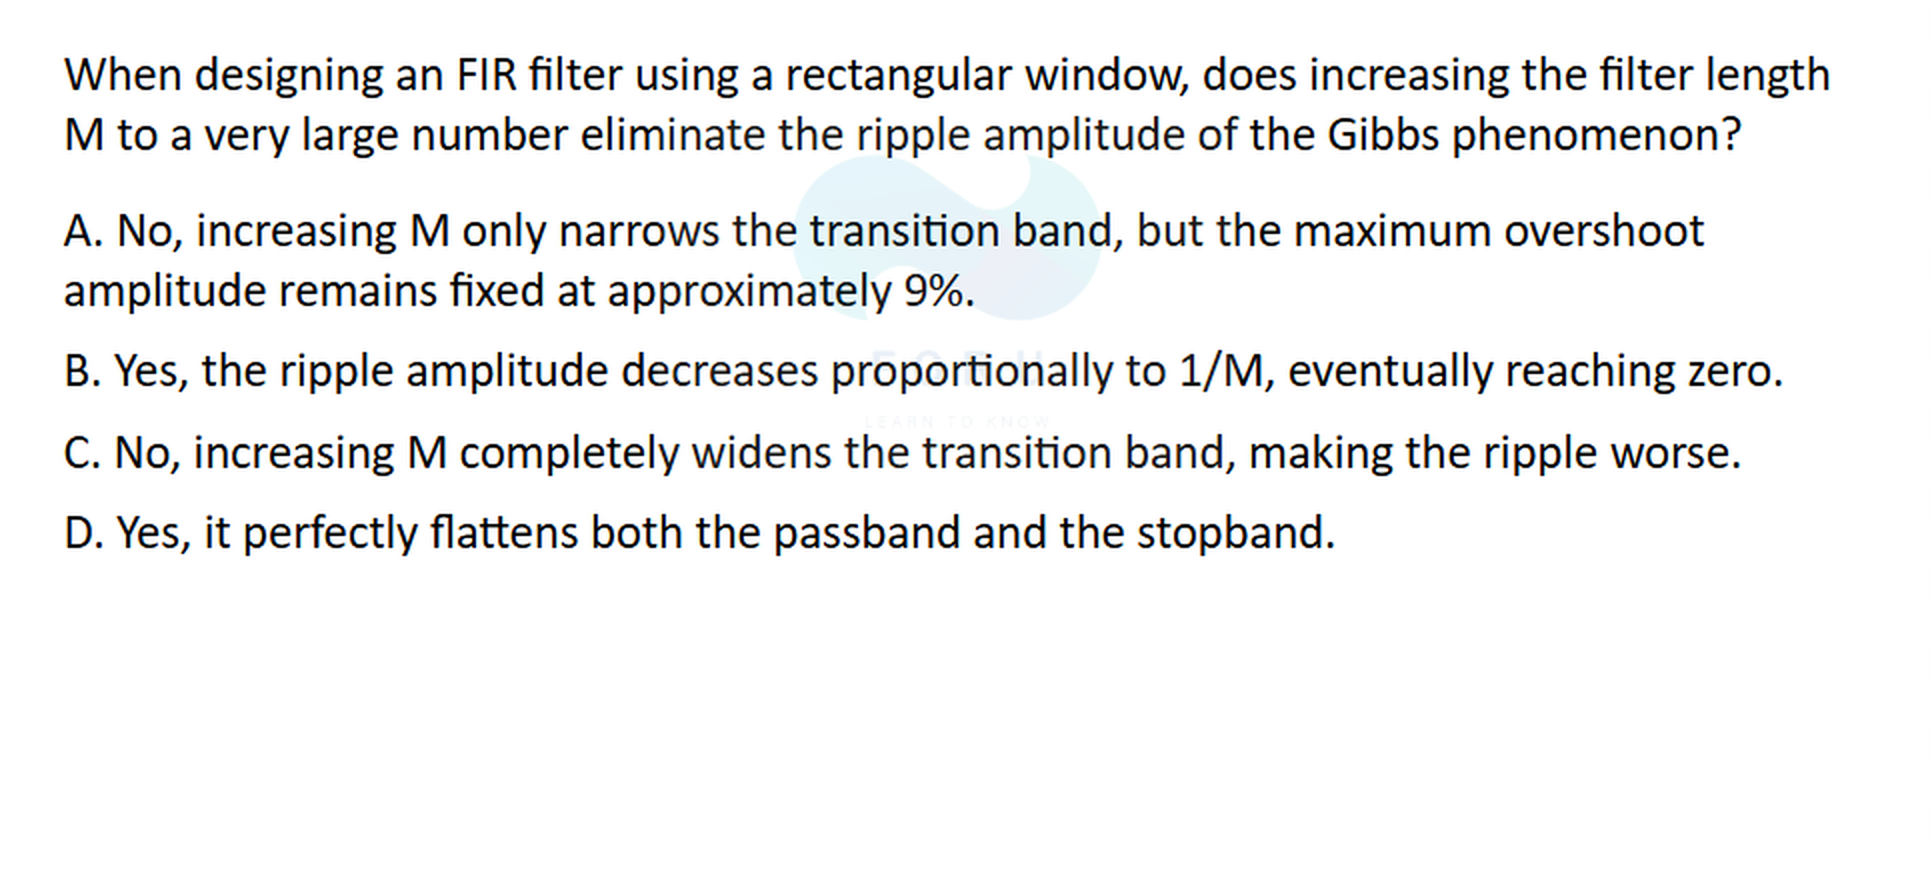 When designing an FIR filter using a rectangular window, does increasing the filter length
M to a very large number eliminate the ripple amplitude of the Gibbs phenomenon?
A. No, increasing M only narrows the transition band, but the maximum overshoot
amplitude remains fixed at approximately 9%.
B. Yes, the ripple amplitude decreases proportionally to 1/M, eventually reaching zero.
LEARN TO KNOW
C. No, increasing M completely widens the transition band, making the ripple worse.
D. Yes, it perfectly flattens both the passband and the stopband.